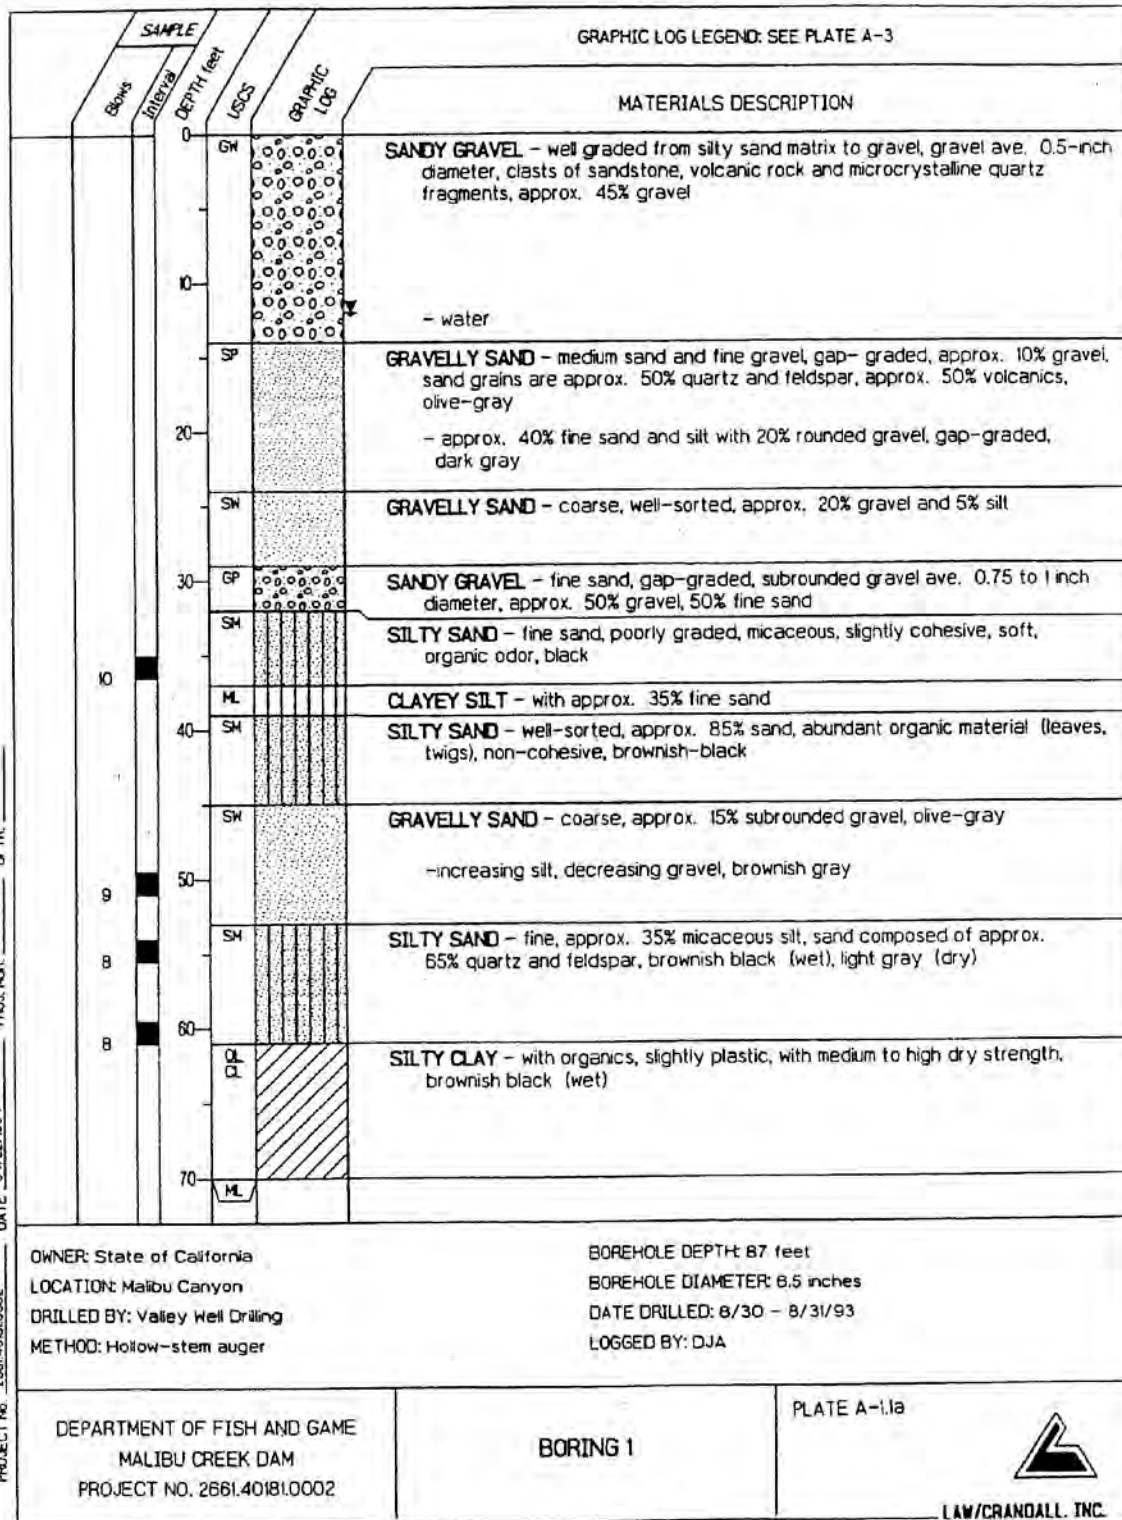 SAMPLE
GRAPHIC LOG LEGEND: SEE PLATE A-3
Blows
Interval
DEPTH feet
USCS
GRAPHIC
LOG
MATERIALS DESCRIPTION
0
GW
SANDY GRAVEL - well graded from silty sand matrix to gravel, gravel ave. 0.5-inch
diameter, clasts of sandstone, volcanic rock and microcrystalline quartz
fragments, approx. 45% gravel
10
- water
SP
GRAVELLY SAND - medium sand and fine gravel, gap- graded, approx. 10% gravel,
sand grains are approx. 50% quartz and feldspar, approx. 50% volcanics,
olive-gray
20
- approx. 40% fine sand and silt with 20% rounded gravel, gap-graded,
dark gray
SW
GRAVELLY SAND - coarse, well-sorted, approx. 20% gravel and 5% silt
30
GP
SANDY GRAVEL - fine sand, gap-graded, subrounded gravel ave. 0.75 to 1 inch
diameter, approx. 50% gravel, 50% fine sand
SM
SILTY SAND - fine sand, poorly graded, micaceous, slightly cohesive, soft,
organic odor, black
10
ML
CLAYEY SILT - with approx. 35% fine sand
40
SM
SILTY SAND - well-sorted, approx. 85% sand, abundant organic material (leaves,
twigs), non-cohesive, brownish-black
SW
GRAVELLY SAND - coarse, approx. 15% subrounded gravel, olive-gray
-increasing silt, decreasing gravel, brownish gray
50
9
SM
SILTY SAND - fine, approx. 35% micaceous silt, sand composed of approx.
65% quartz and feldspar, brownish black (wet), light gray (dry)
8
60
8
OL
CL
SILTY CLAY - with organics, slightly plastic, with medium to high dry strength,
brownish black (wet)
70
ML
OWNER: State of California
LOCATION: Malibu Canyon
DRILLED BY: Valley Well Drilling
METHOD: Hollow-stem auger
BOREHOLE DEPTH: 87 feet
BOREHOLE DIAMETER: 6.5 inches
DATE DRILLED: 8/30 - 8/31/93
LOGGED BY: DJA
DEPARTMENT OF FISH AND GAME
MALIBU CREEK DAM
PROJECT NO. 2661.40181.0002
BORING 1
PLATE A-1.1a
LAW/CRANDALL, INC.
PROJECT No.
DATE